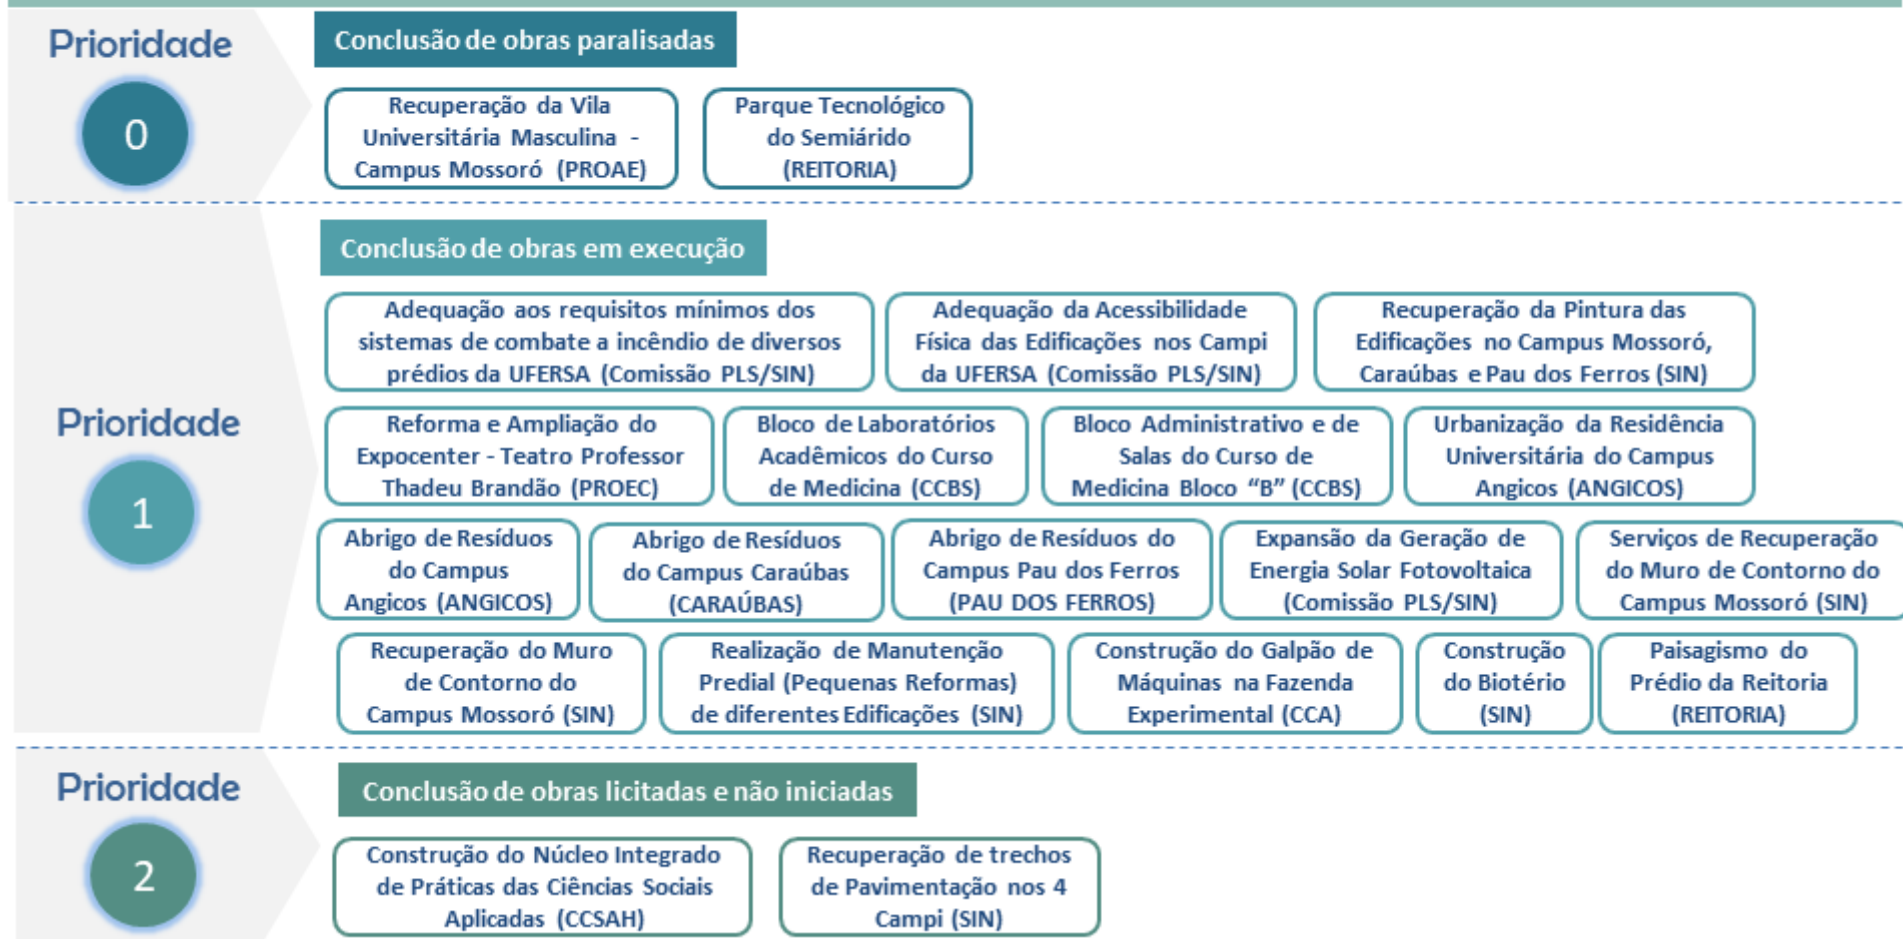 Prioridade
0
Conclusão de obras paralisadas
Recuperação da Vila
Universitária Masculina -
Campus Mossoró (PROAE)
Parque Tecnológico
do Semiárido
(REITORIA)
Prioridade
1
Conclusão de obras em execução
Adequação aos requisitos mínimos dos
sistemas de combate a incêndio de diversos
prédios da UFERSA (Comissão PLS/SIN)
Adequação da Acessibilidade
Física das Edificações nos Campi
da UFERSA (Comissão PLS/SIN)
Recuperação da Pintura das
Edificações no Campus Mossoró,
Caraúbas e Pau dos Ferros (SIN)
Reforma e Ampliação do
Expocenter - Teatro Professor
Thadeu Brandão (PROEC)
Bloco de Laboratórios
Acadêmicos do Curso
de Medicina (CCBS)
Bloco Administrativo e de
Salas do Curso de
Medicina Bloco “B” (CCBS)
Urbanização da Residência
Universitária do Campus
Angicos (ANGICOS)
Abrigo de Resíduos
do Campus
Angicos (ANGICOS)
Abrigo de Resíduos
do Campus Caraúbas
(CARAÚBAS)
Abrigo de Resíduos do
Campus Pau dos Ferros
(PAU DOS FERROS)
Expansão da Geração de
Energia Solar Fotovoltaica
(Comissão PLS/SIN)
Serviços de Recuperação
do Muro de Contorno do
Campus Mossoró (SIN)
Recuperação do Muro
de Contorno do
Campus Mossoró (SIN)
Realização de Manutenção
Predial (Pequenas Reformas)
de diferentes Edificações (SIN)
Construção do Galpão de
Máquinas na Fazenda
Experimental (CCA)
Construção
do Biotério
(SIN)
Paisagismo do
Prédio da Reitoria
(REITORIA)
Prioridade
2
Conclusão de obras licitadas e não iniciadas
Construção do Núcleo Integrado
de Práticas das Ciências Sociais
Aplicadas (CCSAH)
Recuperação de trechos
de Pavimentação nos 4
Campi (SIN)